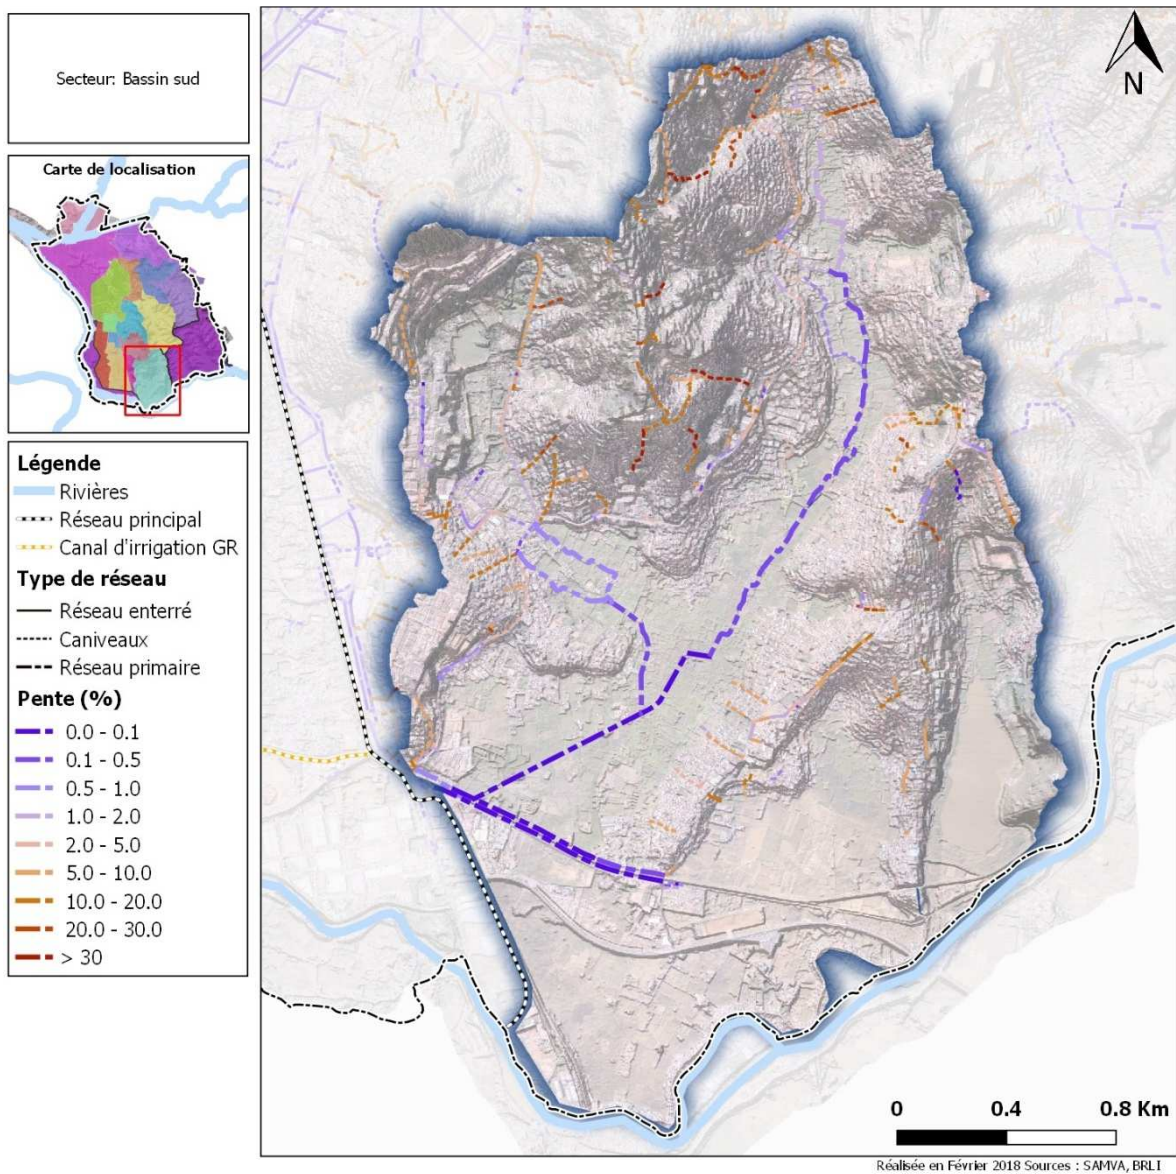 Secteur: Bassin sud
Carte de localisation
Légende
Rivières
Réseau principal
Canal d'irrigation GR
Type de réseau
Réseau enterré
Caniveaux
Réseau primaire
Pente (%)
0.0 - 0.1
0.1 - 0.5
0.5 - 1.0
1.0 - 2.0
2.0 - 5.0
5.0 - 10.0
10.0 - 20.0
20.0 - 30.0
> 30
N
0 0.4 0.8 Km
Réalisée en Février 2018 Sources : SAMVA, BRLI